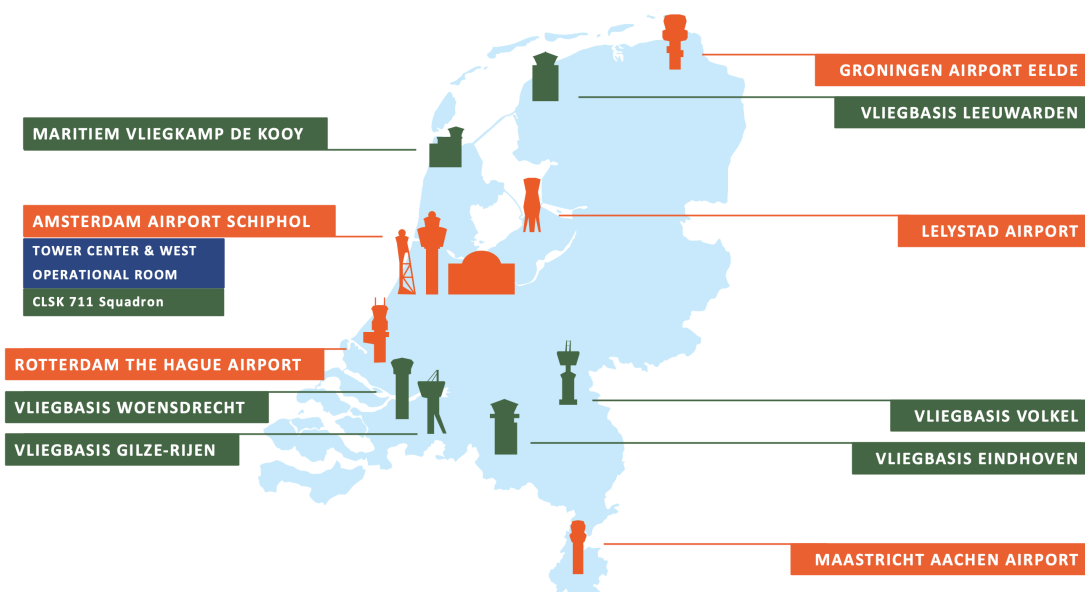 GRONINGEN AIRPORT EELDE
VLIEGBASIS LEEUWARDEN
MARITIEM VLIEGKAMP DE KOOY
AMSTERDAM AIRPORT SCHIPHOL
TOWER CENTER & WEST
OPERATIONAL ROOM
CLSK 711 Squadron
LELYSTAD AIRPORT
ROTTERDAM THE HAGUE AIRPORT
VLIEGBASIS WOENSDRECHT
VLIEGBASIS GILZE-RIJEN
VLIEGBASIS VOLKEL
VLIEGBASIS EINDHOVEN
MAASTRICHT AACHEN AIRPORT